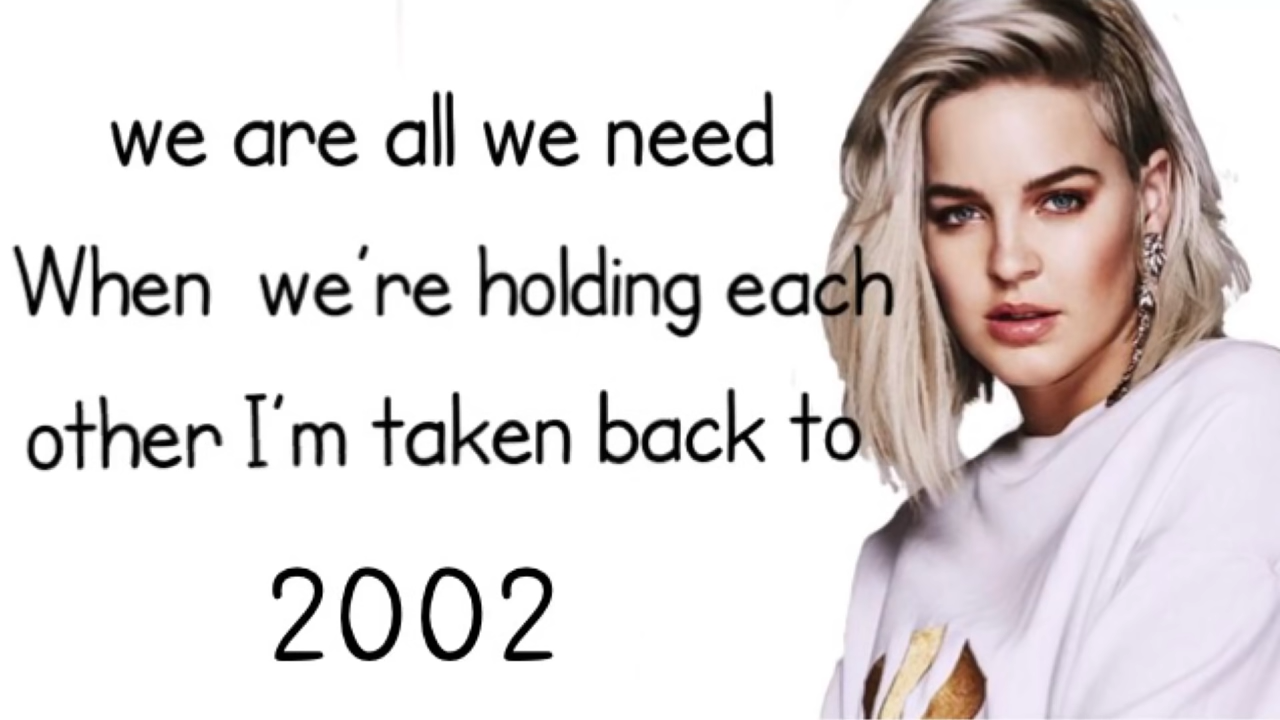 we are all we need
When we're holding each
other I'm taken back to
2002